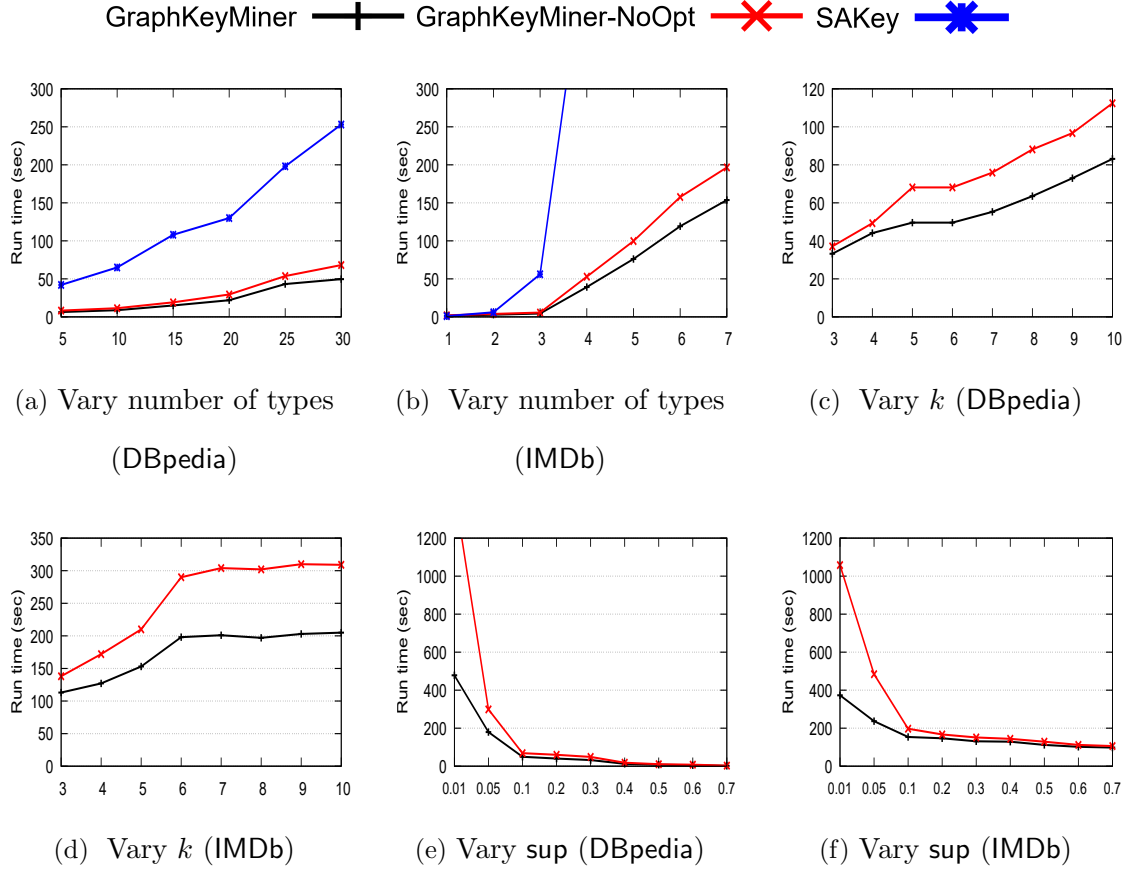 GraphKeyMiner GraphKeyMiner-NoOpt SAKey
300
250
200
150
100
50
0
Run time (sec)
5 10 15 20 25 30
(a) Vary number of types
(DBpedia)
300
250
200
150
100
50
0
Run time (sec)
1 2 3 4 5 6 7
(b) Vary number of types
(IMDb)
120
100
80
60
40
20
0
Run time (sec)
3 4 5 6 7 8 9 10
(c) Vary k (DBpedia)
350
300
250
200
150
100
50
0
Run time (sec)
3 4 5 6 7 8 9 10
(d) Vary k (IMDb)
1200
1000
800
600
400
200
0
Run time (sec)
0.01 0.05 0.1 0.2 0.3 0.4 0.5 0.6 0.7
(e) Vary sup (DBpedia)
1200
1000
800
600
400
200
0
Run time (sec)
0.01 0.05 0.1 0.2 0.3 0.4 0.5 0.6 0.7
(f) Vary sup (IMDb)